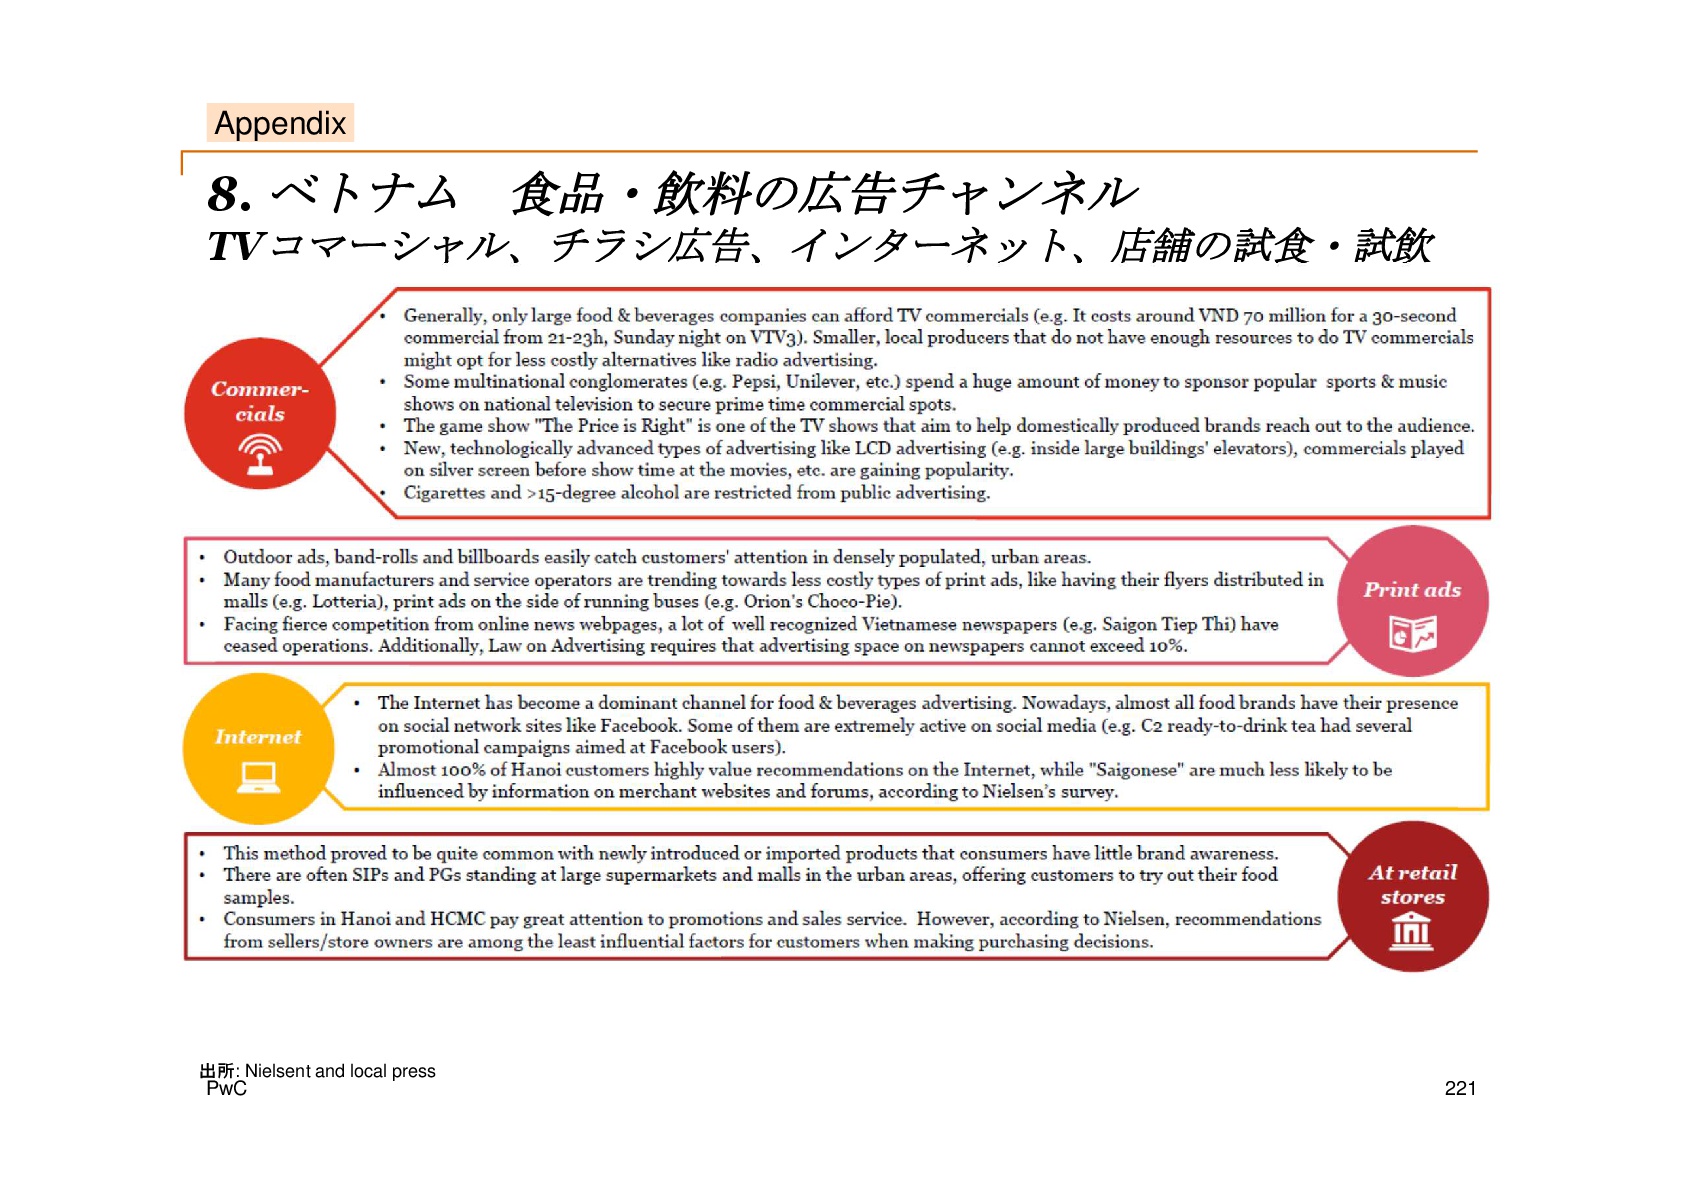 Appendix
8. ベトナム　食品・飲料の広告チャンネル
TVコマーシャル、チラシ広告、インターネット、店舗の試食・試飲
Commer-
cials
• Generally, only large food & beverages companies can afford TV commercials (e.g. It costs around VND 70 million for a 30-second
commercial from 21-23h, Sunday night on VTV3). Smaller, local producers that do not have enough resources to do TV commercials
might opt for less costly alternatives like radio advertising.
• Some multinational conglomerates (e.g. Pepsi, Unilever, etc.) spend a huge amount of money to sponsor popular sports & music
shows on national television to secure prime time commercial spots.
• The game show "The Price is Right" is one of the TV shows that aim to help domestically produced brands reach out to the audience.
• New, technologically advanced types of advertising like LCD advertising (e.g. inside large buildings' elevators), commercials played
on silver screen before show time at the movies, etc. are gaining popularity.
• Cigarettes and >15-degree alcohol are restricted from public advertising.
• Outdoor ads, band-rolls and billboards easily catch customers' attention in densely populated, urban areas.
• Many food manufacturers and service operators are trending towards less costly types of print ads, like having their flyers distributed in
malls (e.g. Lotteria), print ads on the side of running buses (e.g. Orion's Choco-Pie).
• Facing fierce competition from online news webpages, a lot of well recognized Vietnamese newspapers (e.g. Saigon Tiep Thi) have
ceased operations. Additionally, Law on Advertising requires that advertising space on newspapers cannot exceed 10%.
Print ads
Internet
• The Internet has become a dominant channel for food & beverages advertising. Nowadays, almost all food brands have their presence
on social network sites like Facebook. Some of them are extremely active on social media (e.g. C2 ready-to-drink tea had several
promotional campaigns aimed at Facebook users).
• Almost 100% of Hanoi customers highly value recommendations on the Internet, while "Saigonese" are much less likely to be
influenced by information on merchant websites and forums, according to Nielsen's survey.
• This method proved to be quite common with newly introduced or imported products that consumers have little brand awareness.
• There are often SIPs and PGs standing at large supermarkets and malls in the urban areas, offering customers to try out their food
samples.
• Consumers in Hanoi and HCMC pay great attention to promotions and sales service. However, according to Nielsen, recommendations
from sellers/store owners are among the least influential factors for customers when making purchasing decisions.
At retail
stores
出所: Nielsent and local press
PwC
221